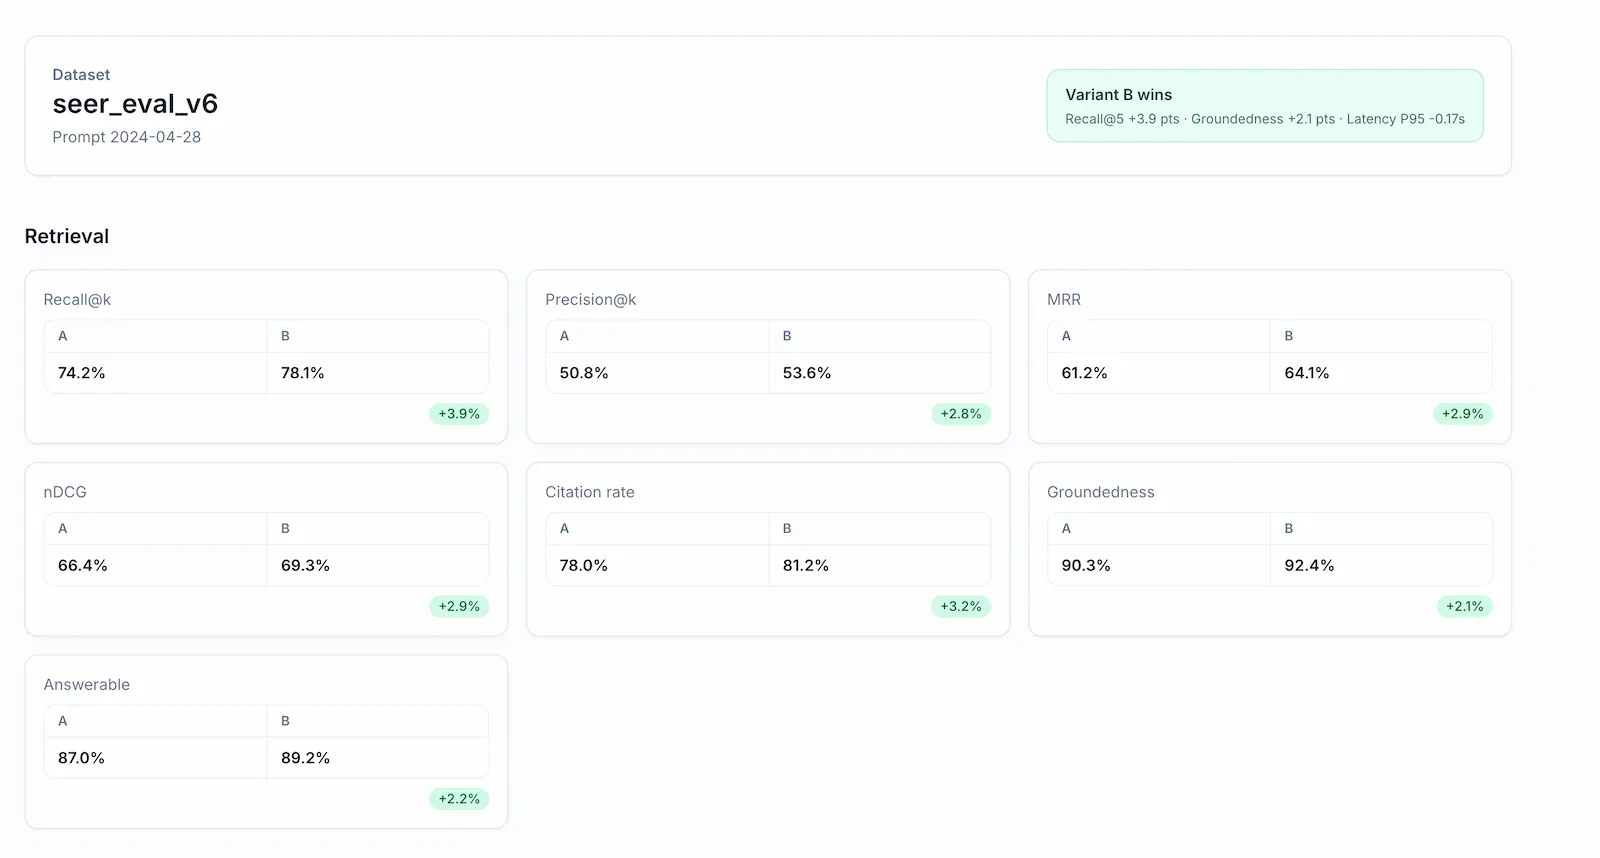 Dataset
seer_eval_v6
Prompt 2024-04-28
Variant B wins
Recall@5 +3.9 pts · Groundedness +2.1 pts · Latency P95 -0.17s
Retrieval
Recall@k
A B
74.2% 78.1%
+3.9%
Precision@k
A B
50.8% 53.6%
+2.8%
MRR
A B
61.2% 64.1%
+2.9%
nDCG
A B
66.4% 69.3%
+2.9%
Citation rate
A B
78.0% 81.2%
+3.2%
Groundedness
A B
90.3% 92.4%
+2.1%
Answerable
A B
87.0% 89.2%
+2.2%